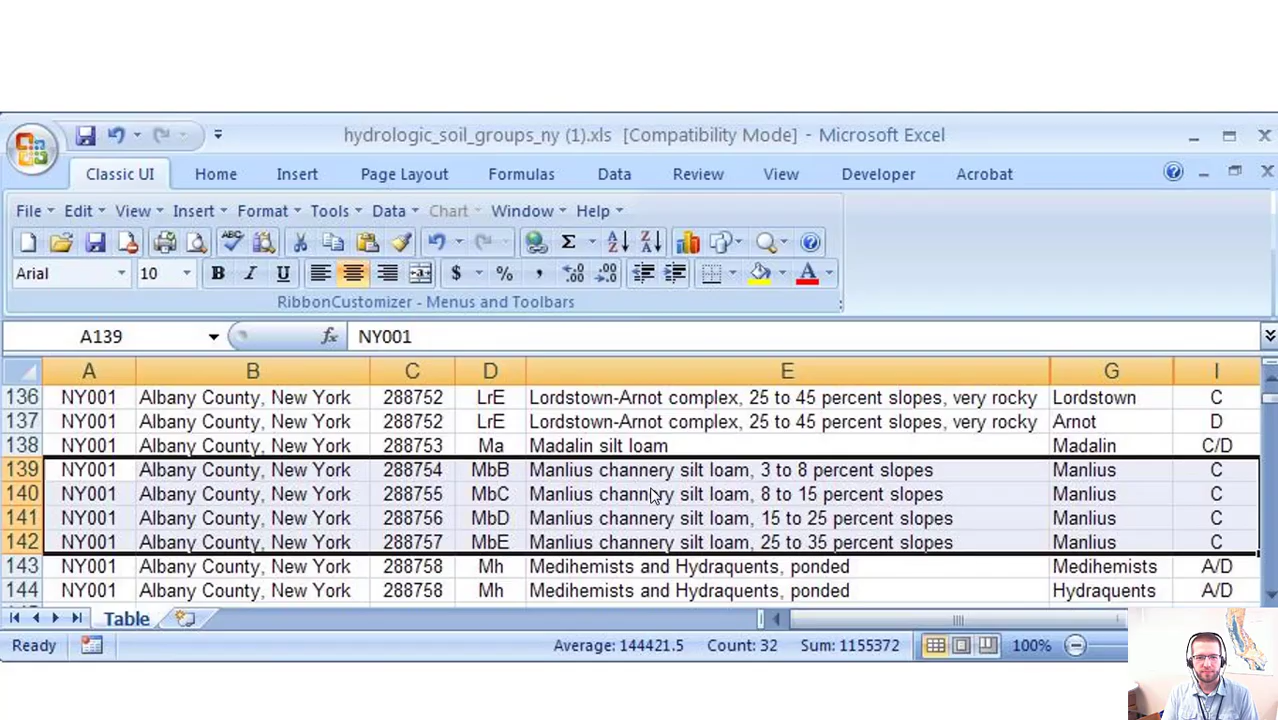 hydrologic_soil_groups_ny (1).xls [Compatibility Mode] - Microsoft Excel
Classic UI Home Insert Page Layout Formulas Data Review View Developer Acrobat
File Edit View Insert Format Tools Data Chart Window Help
ABC Σ A Z Z A
Arial 10 B I U $ % , .0 .00 .00 .0 A
RibbonCustomizer - Menus and Toolbars
A139 fx NY001
A B C D E G I
136 NY001 Albany County, New York 288752 LrE Lordstown-Arnot complex, 25 to 45 percent slopes, very rocky Lordstown C
137 NY001 Albany County, New York 288752 LrE Lordstown-Arnot complex, 25 to 45 percent slopes, very rocky Arnot D
138 NY001 Albany County, New York 288753 Ma Madalin silt loam Madalin C/D
139 NY001 Albany County, New York 288754 MbB Manlius channery silt loam, 3 to 8 percent slopes Manlius C
140 NY001 Albany County, New York 288755 MbC Manlius channery silt loam, 8 to 15 percent slopes Manlius C
141 NY001 Albany County, New York 288756 MbD Manlius channery silt loam, 15 to 25 percent slopes Manlius C
142 NY001 Albany County, New York 288757 MbE Manlius channery silt loam, 25 to 35 percent slopes Manlius C
143 NY001 Albany County, New York 288758 Mh Medihemists and Hydraquents, ponded Medihemists A/D
144 NY001 Albany County, New York 288758 Mh Medihemists and Hydraquents, ponded Hydraquents A/D
Table
Ready Average: 144421.5 Count: 32 Sum: 1155372 100%